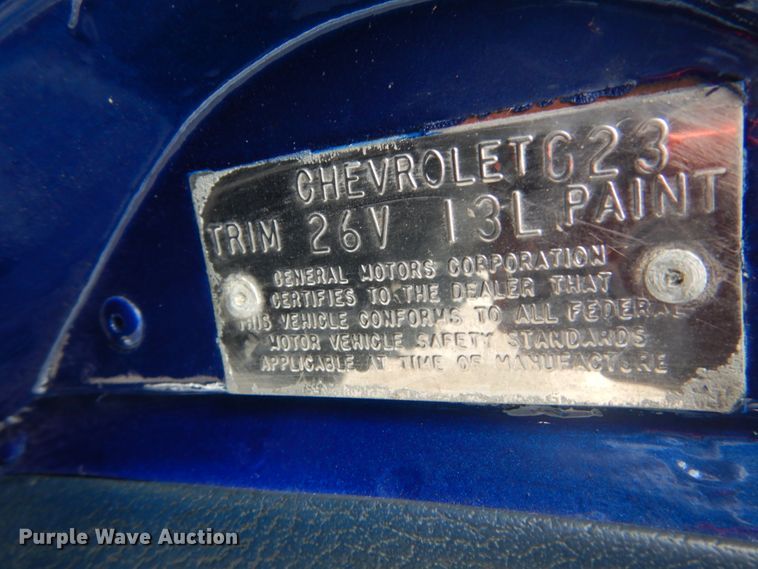 CHEVROLET C23
TRIM 26V 13L PAINT
GENERAL MOTORS CORPORATION
CERTIFIES TO THE DEALER THAT
THIS VEHICLE CONFORMS TO ALL FEDERAL
MOTOR VEHICLE SAFETY STANDARDS
APPLICABLE AT TIME OF MANUFACTURE
Purple Wave Auction